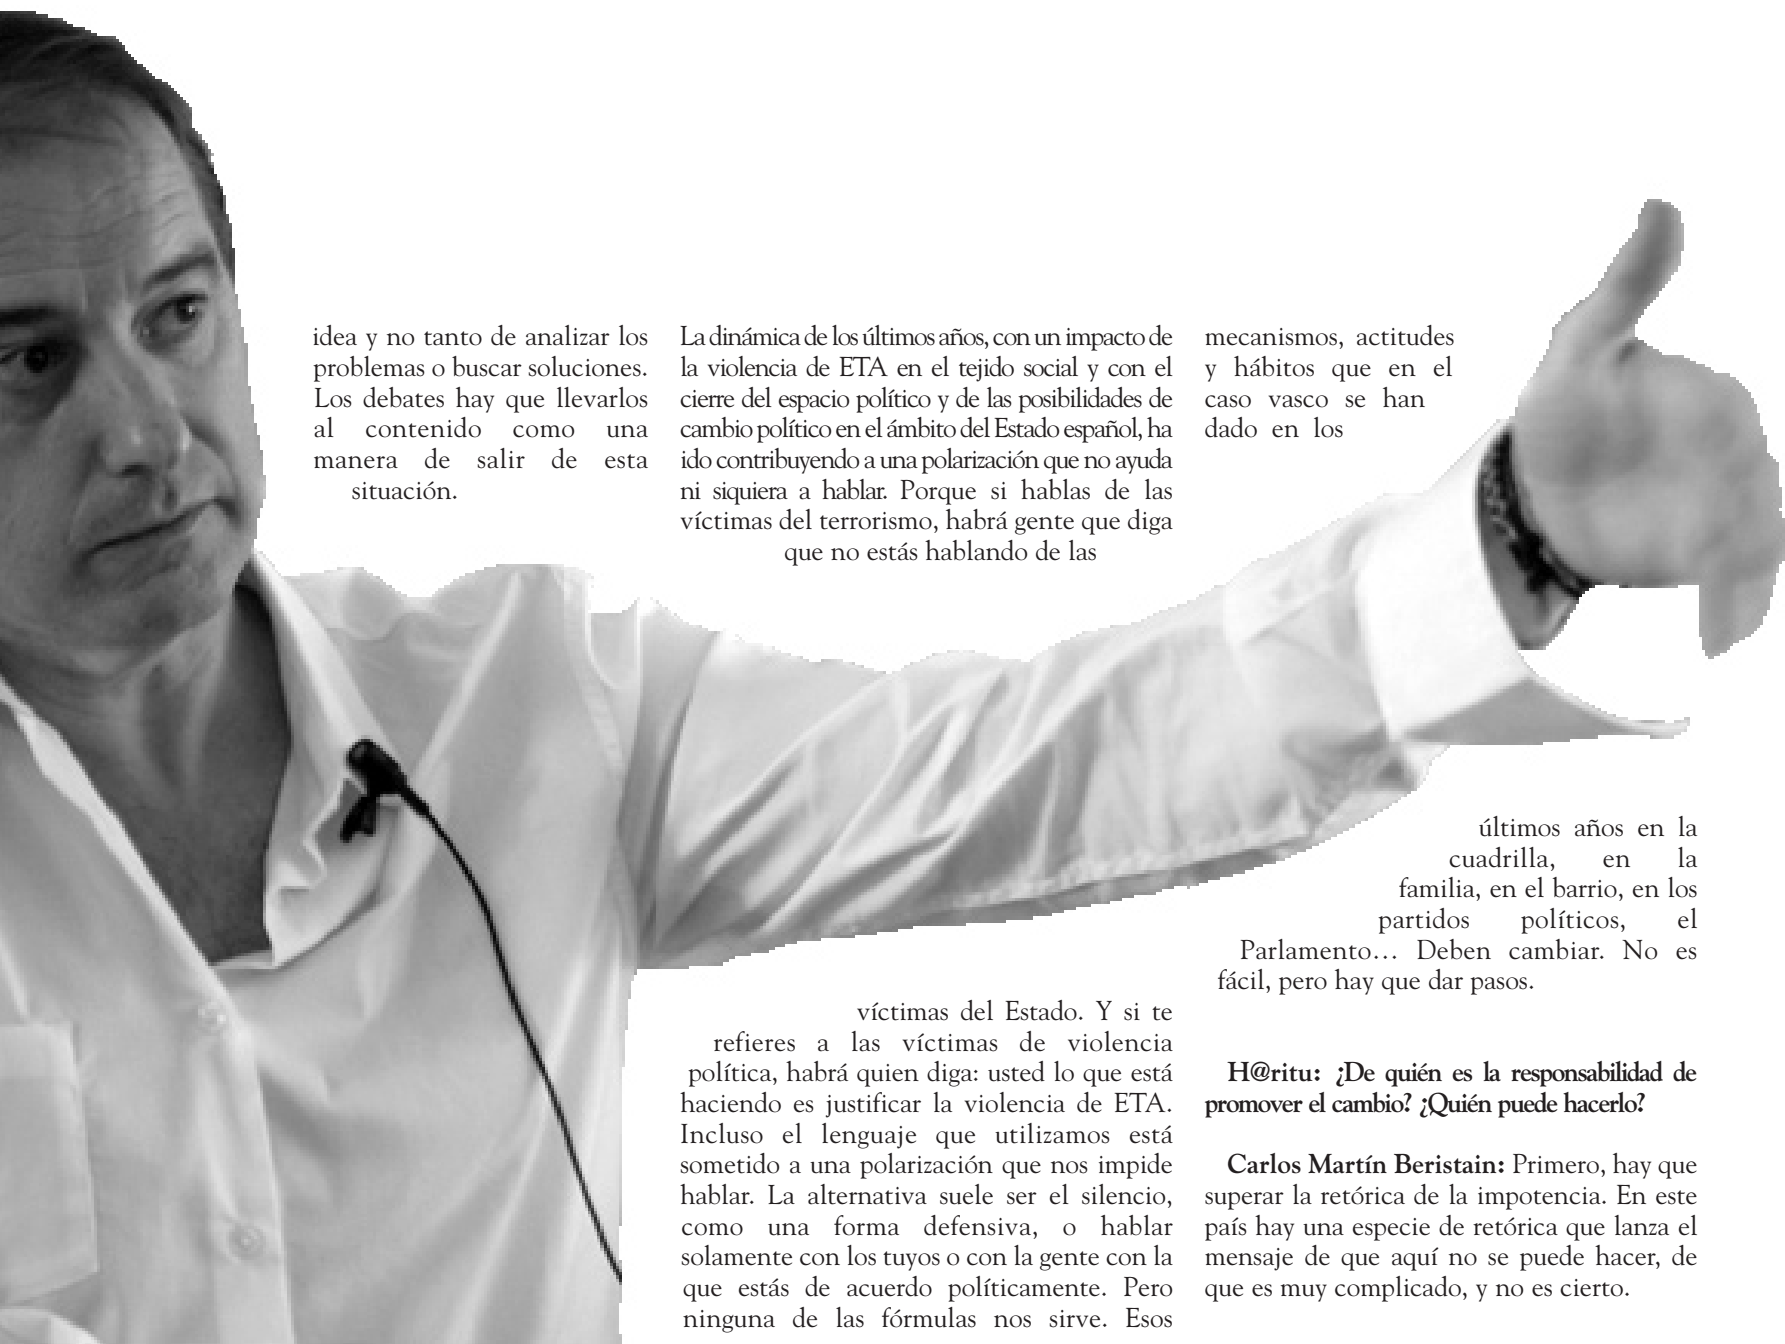 idea y no tanto de analizar los
problemas o buscar soluciones.
Los debates hay que llevarlos
al contenido como una
manera de salir de esta
situación.
La dinámica de los últimos años, con un impacto de
la violencia de ETA en el tejido social y con el
cierre del espacio político y de las posibilidades de
cambio político en el ámbito del Estado español, ha
ido contribuyendo a una polarización que no ayuda
ni siquiera a hablar. Porque si hablas de las
víctimas del terrorismo, habrá gente que diga
que no estás hablando de las
víctimas del Estado. Y si te
refieres a las víctimas de violencia
política, habrá quien diga: usted lo que está
haciendo es justificar la violencia de ETA.
Incluso el lenguaje que utilizamos está
sometido a una polarización que nos impide
hablar. La alternativa suele ser el silencio,
como una forma defensiva, o hablar
solamente con los tuyos o con la gente con la
que estás de acuerdo políticamente. Pero
ninguna de las fórmulas nos sirve. Esos
mecanismos, actitudes
y hábitos que en el
caso vasco se han
dado en los
últimos años en la
cuadrilla, en la
familia, en el barrio, en los
partidos políticos, el
Parlamento… Deben cambiar. No es
fácil, pero hay que dar pasos.
H@ritu: ¿De quién es la responsabilidad de
promover el cambio? ¿Quién puede hacerlo?
Carlos Martín Beristain: Primero, hay que
superar la retórica de la impotencia. En este
país hay una especie de retórica que lanza el
mensaje de que aquí no se puede hacer, de
que es muy complicado, y no es cierto.